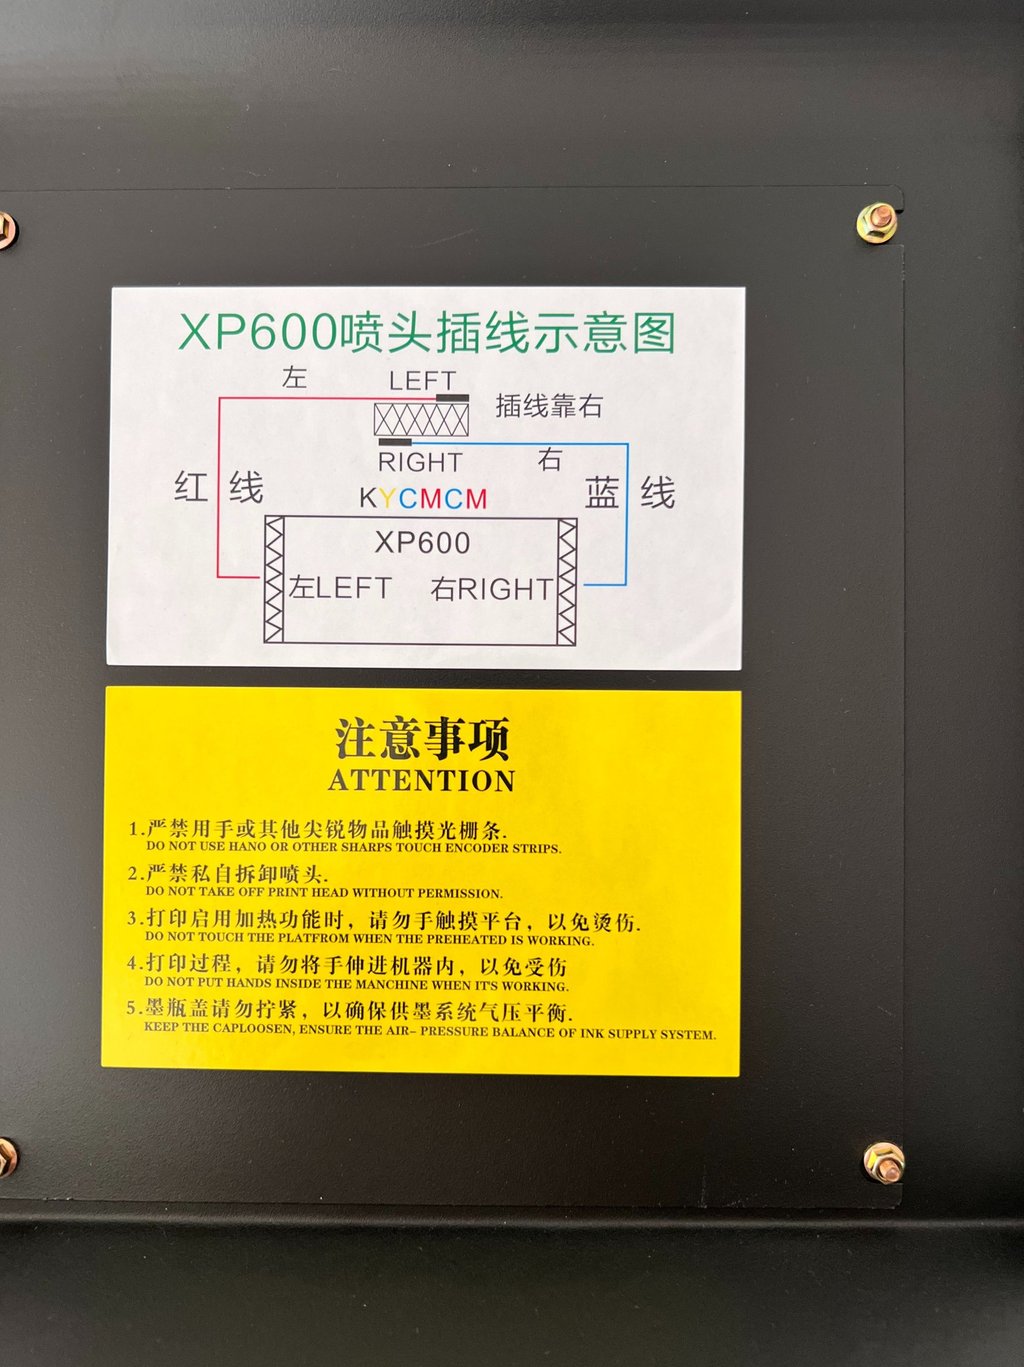 XP600喷头插线示意图
左 LEFT
插线靠右
RIGHT 右
红 线
蓝 线
KYCMCM
XP600
左LEFT 右RIGHT
注意事项
ATTENTION
1.严禁用手或其他尖锐物品触摸光栅条.
DO NOT USE HANO OR OTHER SHARPS TOUCH ENCODER STRIPS.
2.严禁私自拆卸喷头.
DO NOT TAKE OFF PRINT HEAD WITHOUT PERMISSION.
3.打印启用加热功能时，请勿手触摸平台，以免烫伤.
DO NOT TOUCH THE PLATFROM WHEN THE PREHEATED IS WORKING.
4.打印过程，请勿将手伸进机器内，以免受伤
DO NOT PUT HANDS INSIDE THE MANCHINE WHEN IT'S WORKING.
5.墨瓶盖请勿拧紧，以确保供墨系统气压平衡.
KEEP THE CAPLOOSEN, ENSURE THE AIR- PRESSURE BALANCE OF INK SUPPLY SYSTEM.